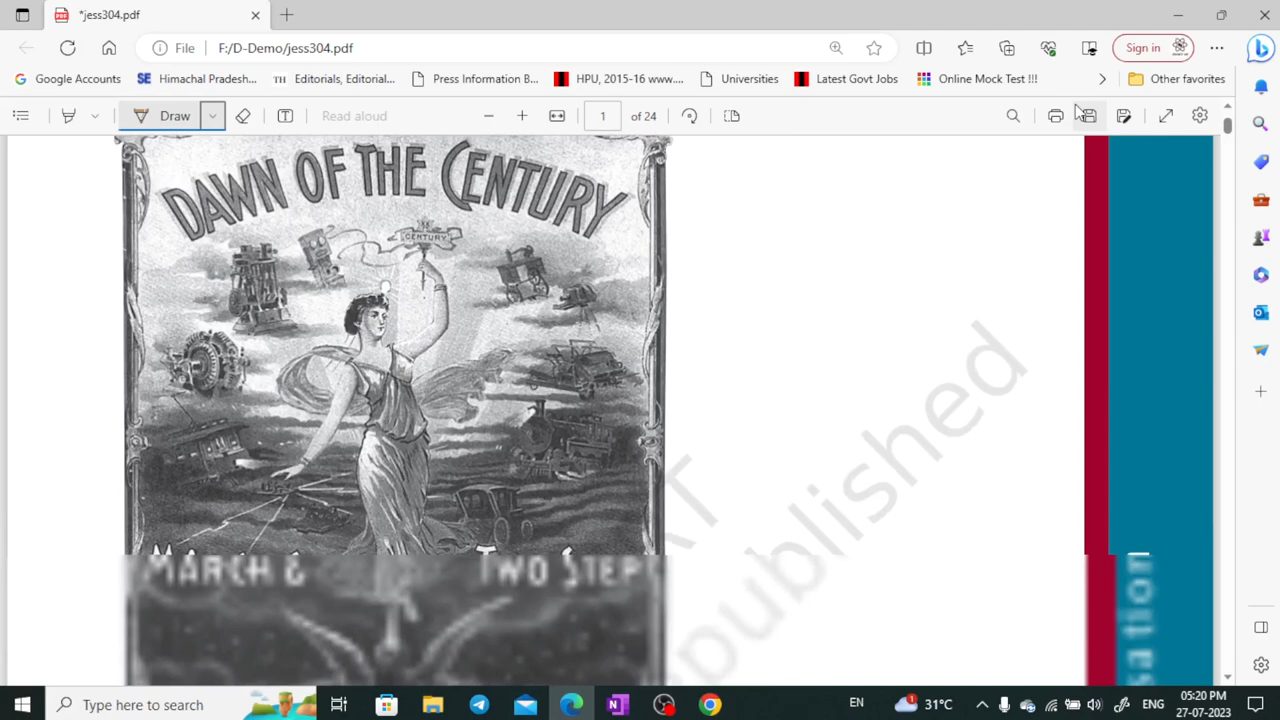 *jess304.pdf
File F:/D-Demo/jess304.pdf Sign in
Google Accounts SE Himachal Pradesh... TH Editorials, Editorial... Press Information B... HPU, 2015-16 www.... Universities Latest Govt Jobs Online Mock Test !!! Other favorites
Draw Read aloud 1 of 24
DAWN OF THE CENTURY
CENTURY
MARCH & TWO STEP
published
Type here to search EN 1 31°C ENG 05:20 PM
27-07-2023